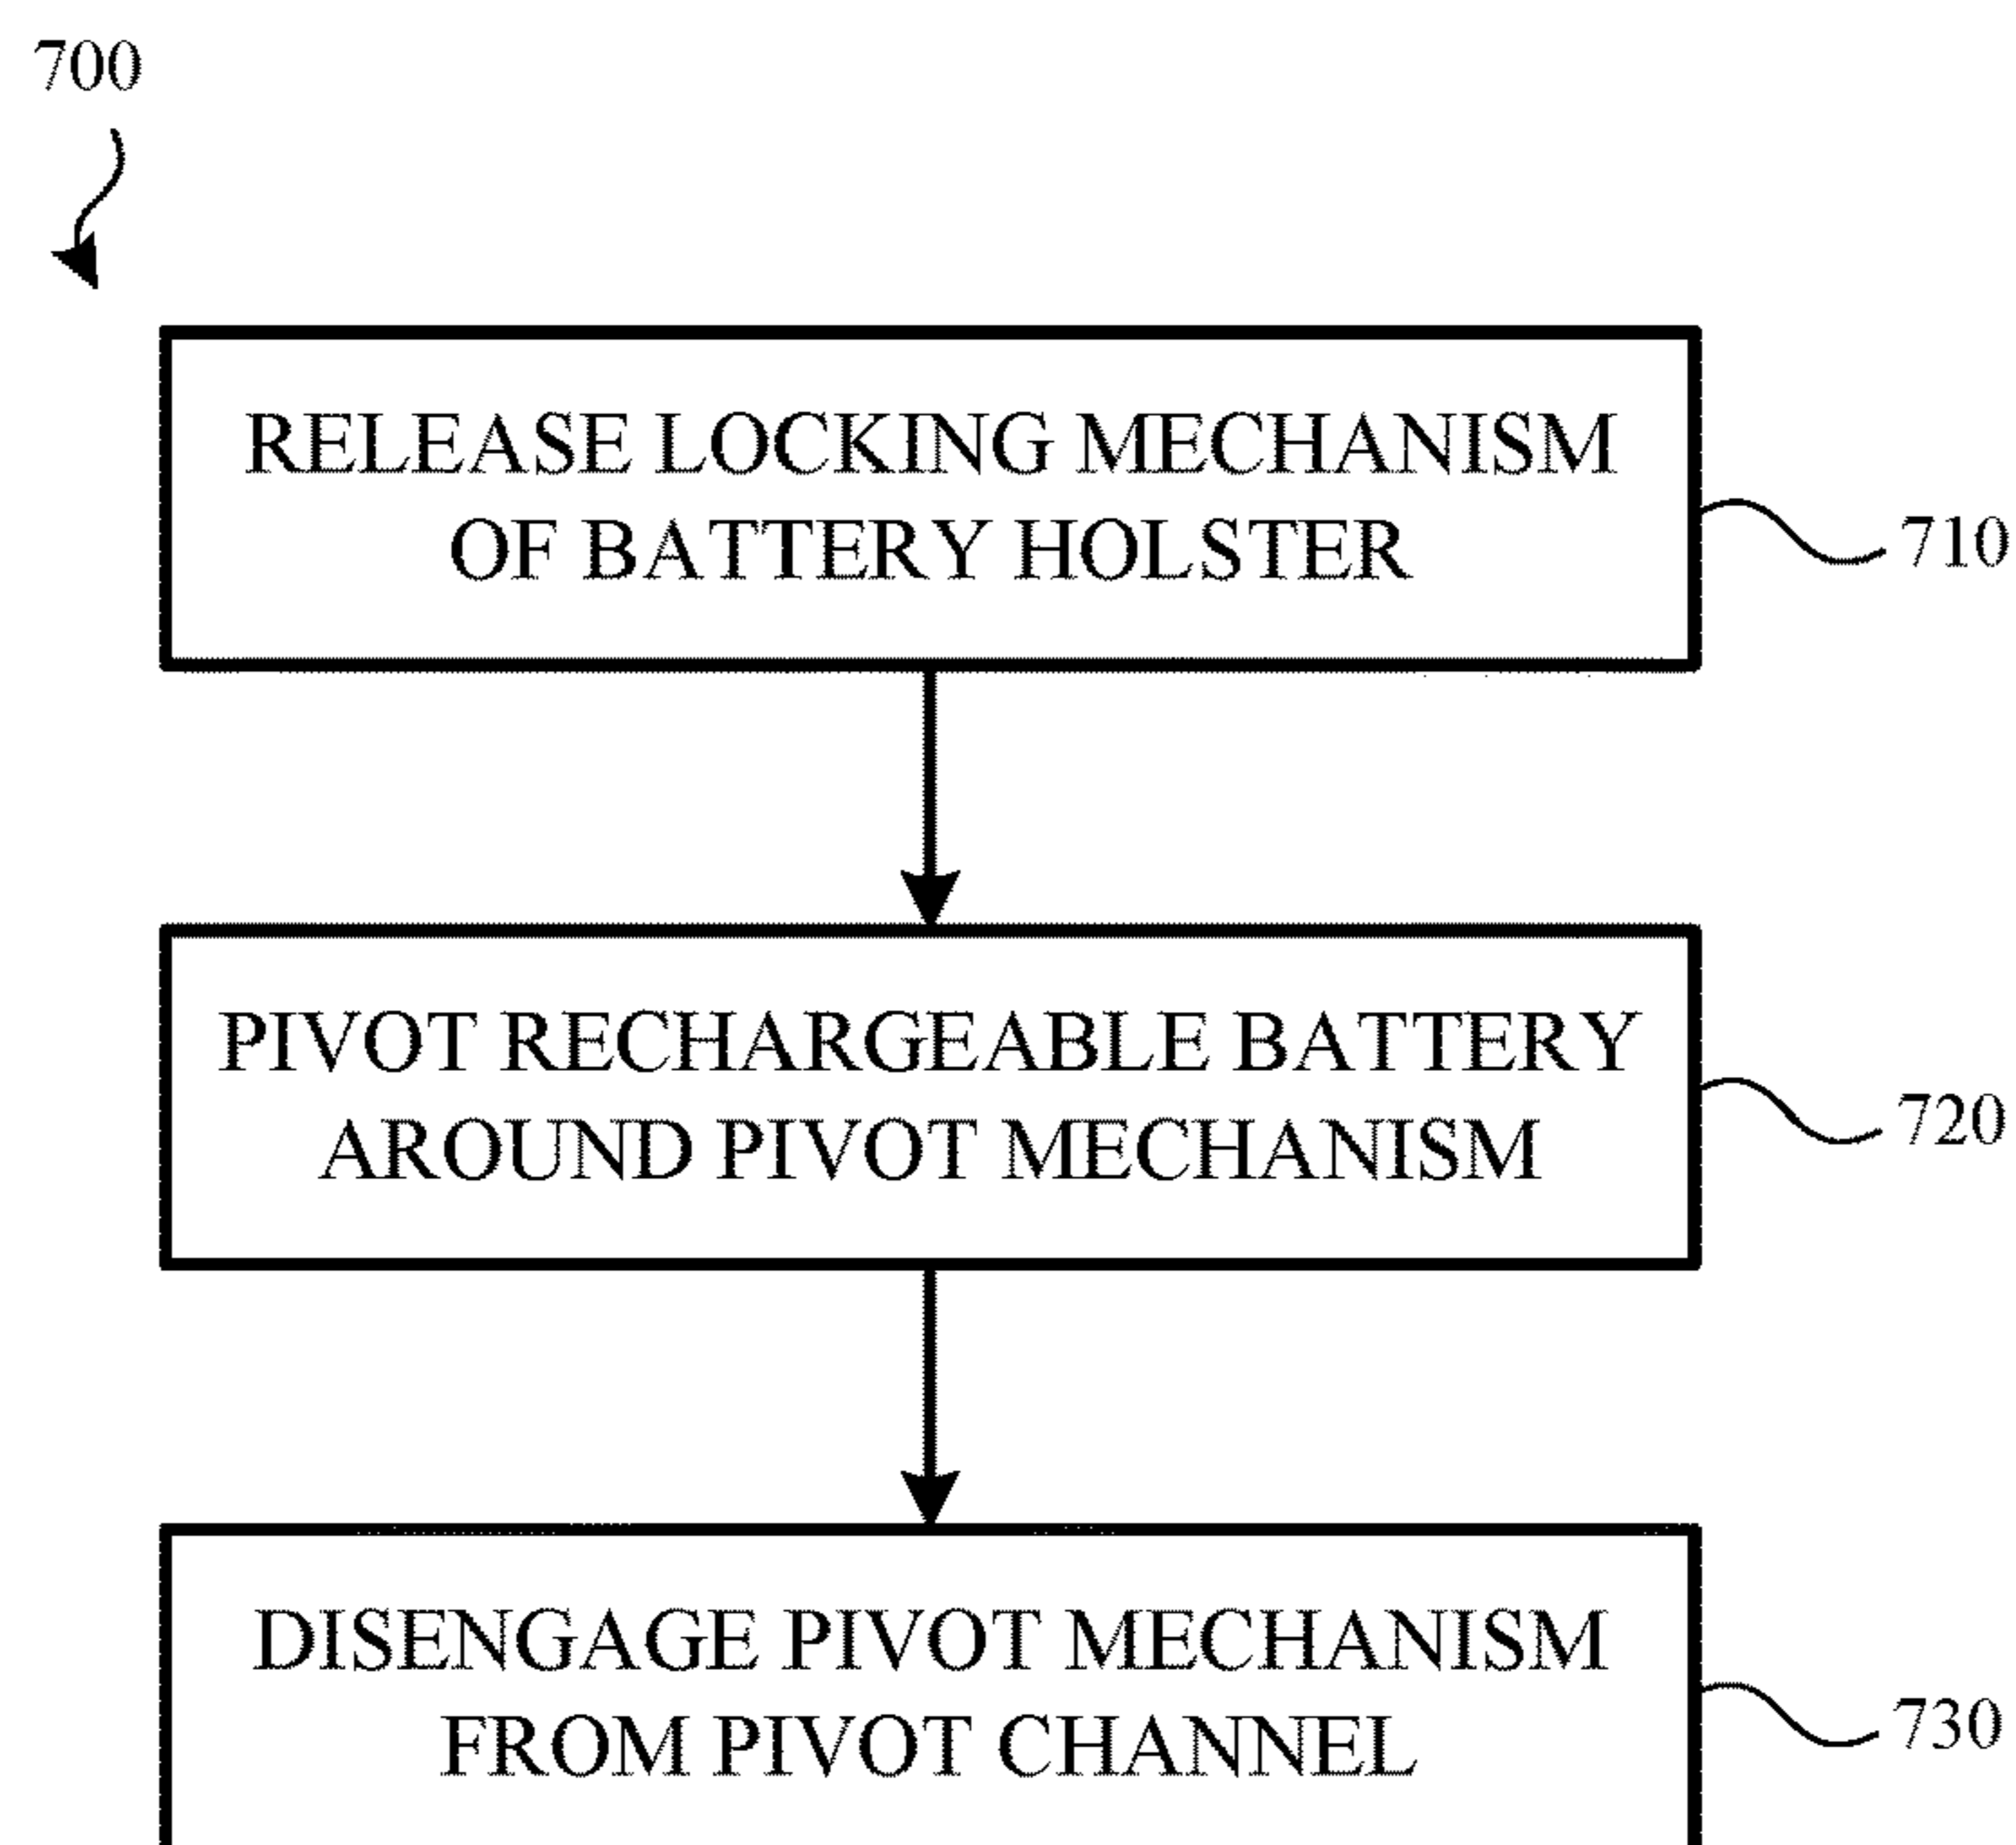 700
RELEASE LOCKING MECHANISM
OF BATTERY HOLSTER
710
PIVOT RECHARGEABLE BATTERY
AROUND PIVOT MECHANISM
720
DISENGAGE PIVOT MECHANISM
FROM PIVOT CHANNEL
730